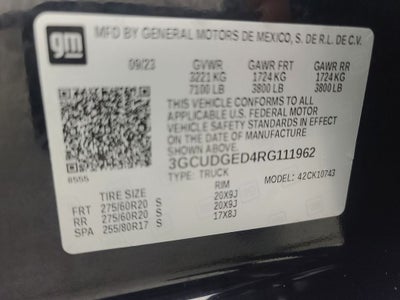 gm
MFD BY GENERAL MOTORS DE MEXICO, S. DE R.L. DE C.V.
09/23 GVWR GAWR FRT GAWR RR
3221 KG 1724 KG 1724 KG
7100 LB 3800 LB 3800 LB
THIS VEHICLE CONFORMS TO ALL
APPLICABLE U.S. FEDERAL MOTOR
VEHICLE SAFETY STANDARDS IN EFFECT
ON THE DATE OF MANUFACTURE SHOWN ABOVE.
3GCUDGED4RG111962
8555 TYPE: TRUCK MODEL: 42CK10743
TIRE SIZE RIM
FRT 275/60R20 S 20X9J
RR 275/60R20 S 20X9J
SPA 255/80R17 S 17X8J